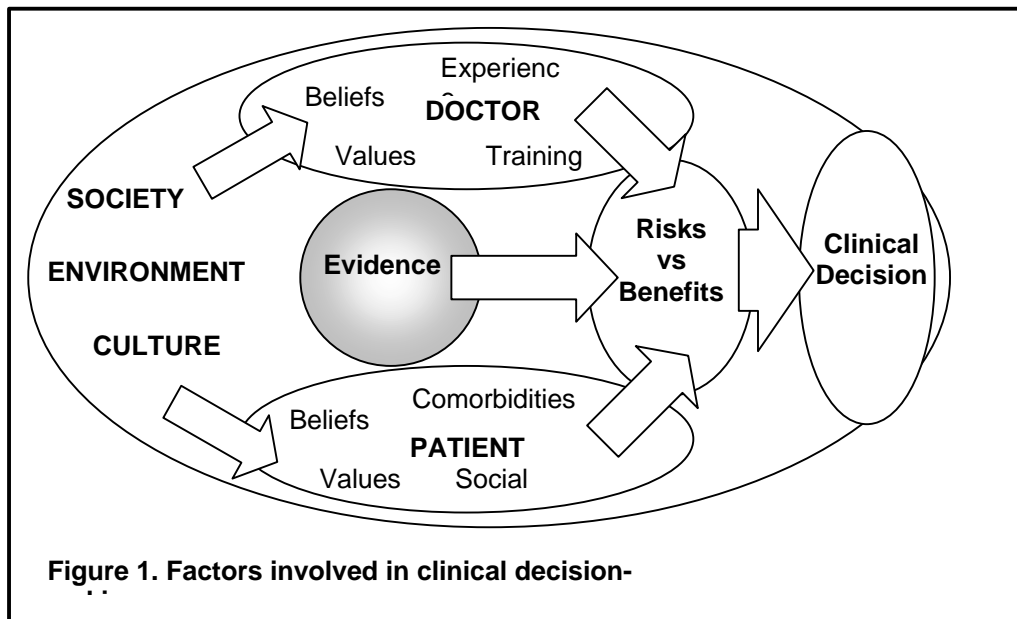 Experienc
Beliefs
DOCTOR
Values
Training
SOCIETY
ENVIRONMENT
CULTURE
Evidence
Risks
vs
Benefits
Clinical
Decision
Comorbidities
Beliefs
PATIENT
Values
Social
Figure 1. Factors involved in clinical decision-